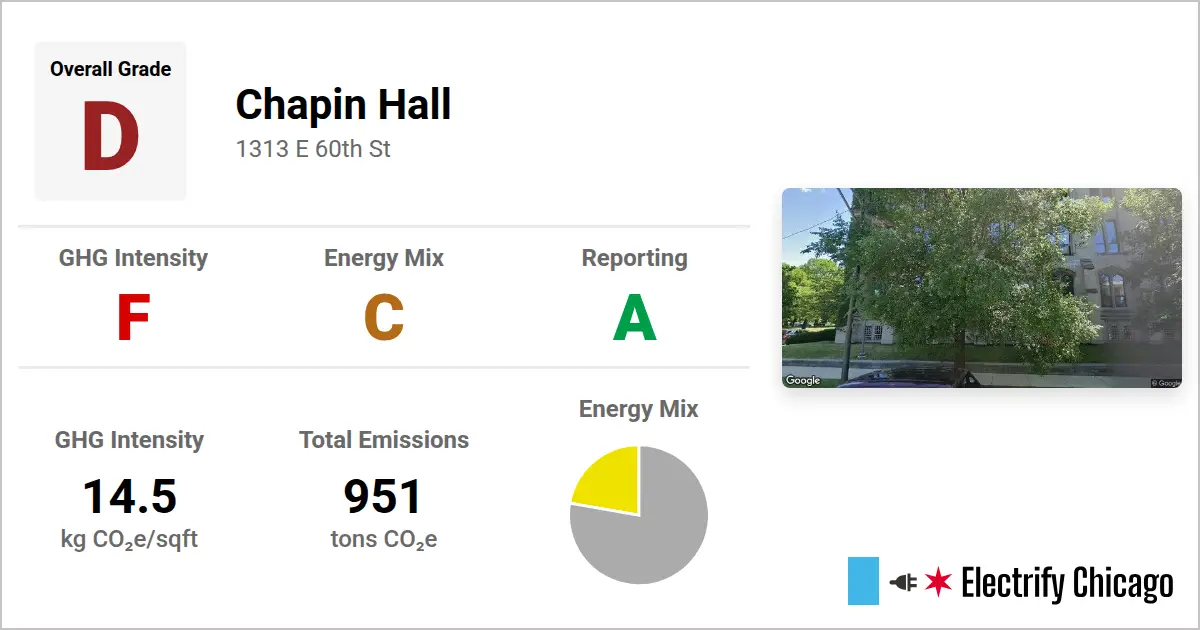 Overall Grade
D
Chapin Hall
1313 E 60th St
GHG Intensity
F
Energy Mix
C
Reporting
A
GHG Intensity
14.5
kg CO₂e/sqft
Total Emissions
951
tons CO₂e
Energy Mix
Google
© Google
Electrify Chicago